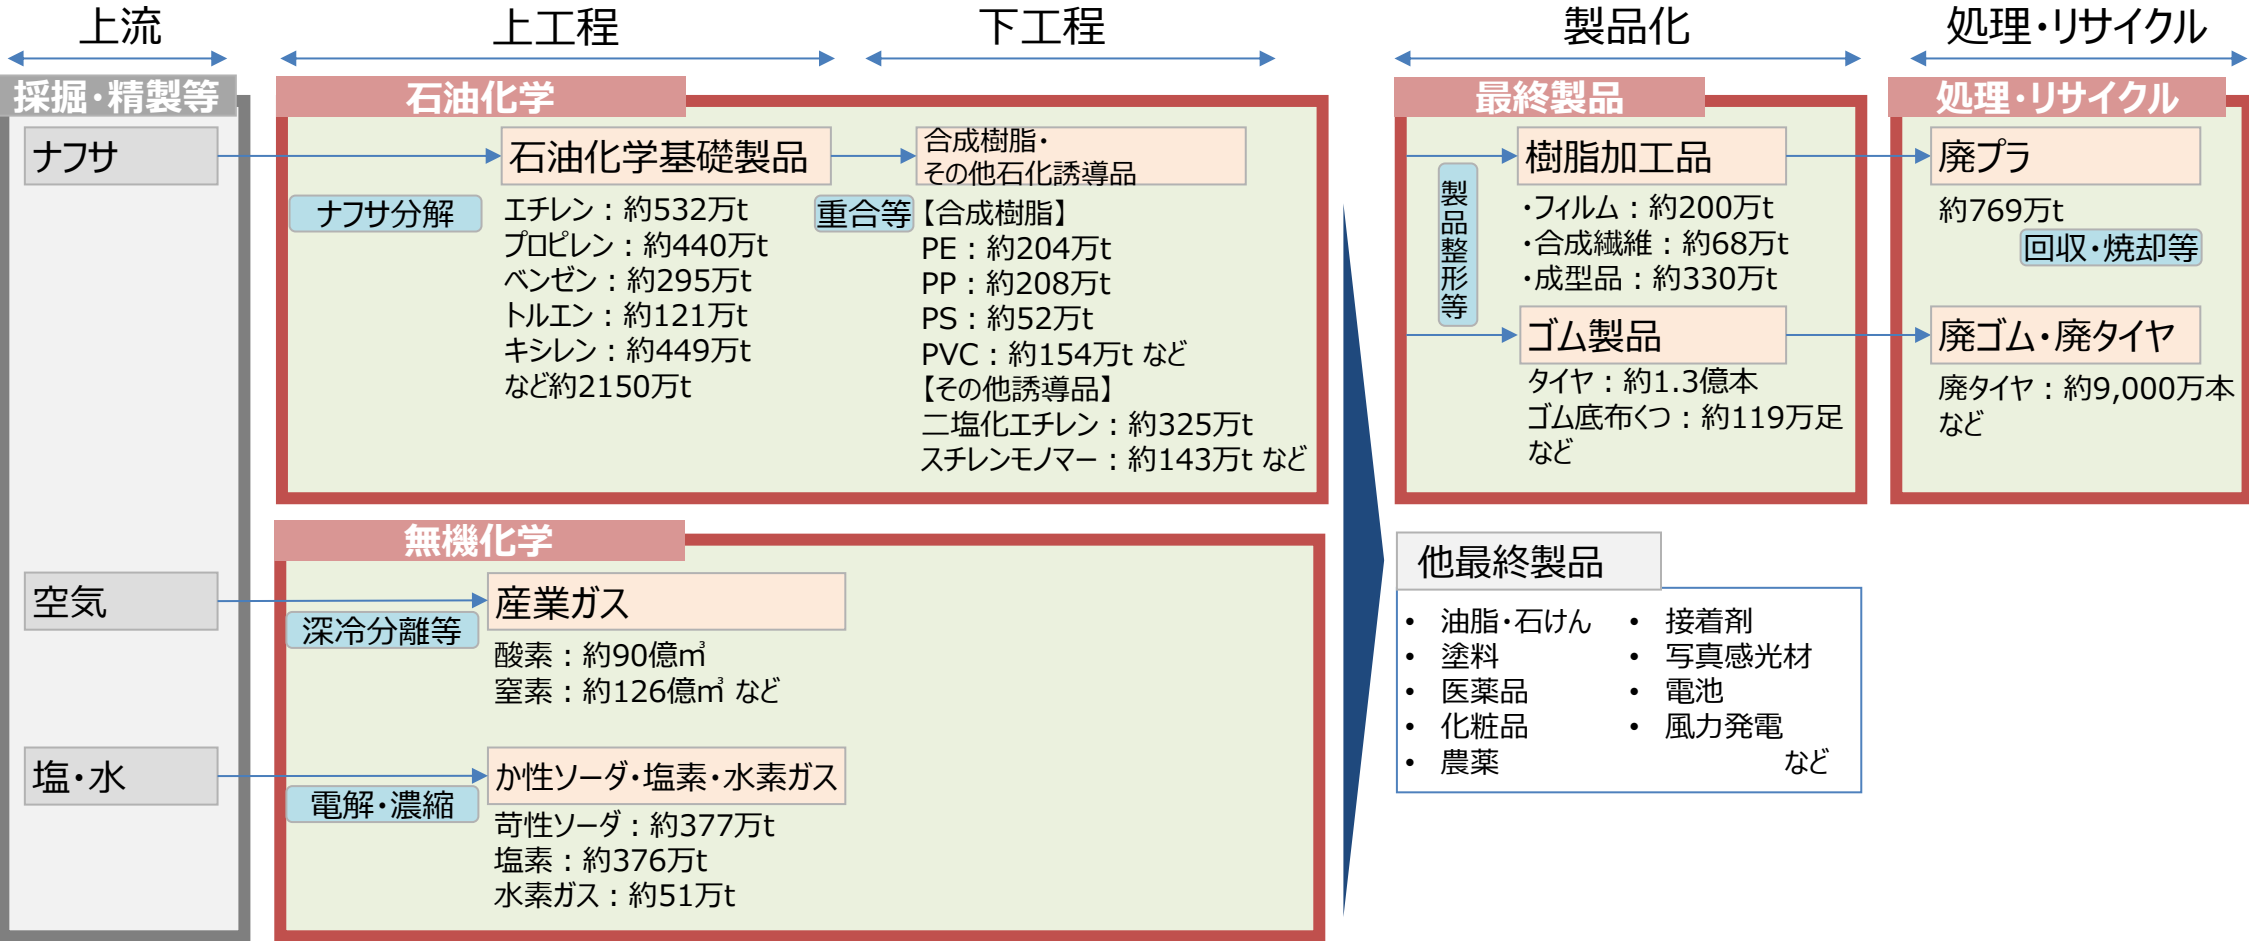 上流
上工程
下工程
製品化
処理・リサイクル
採掘・精製等
ナフサ
空気
塩・水
石油化学
ナフサ分解
石油化学基礎製品
エチレン：約532万t
プロピレン：約440万t
ベンゼン：約295万t
トルエン：約121万t
キシレン：約449万t
など約2150万t
重合等
合成樹脂・
その他石化誘導品
【合成樹脂】
PE：約204万t
PP：約208万t
PS：約52万t
PVC：約154万t など
【その他誘導品】
二塩化エチレン：約325万t
スチレンモノマー：約143万t など
無機化学
深冷分離等
産業ガス
酸素：約90億㎥
窒素：約126億㎥ など
電解・濃縮
か性ソーダ・塩素・水素ガス
苛性ソーダ：約377万t
塩素：約376万t
水素ガス：約51万t
最終製品
製品整形等
樹脂加工品
・フィルム：約200万t
・合成繊維：約68万t
・成型品：約330万t
ゴム製品
タイヤ：約1.3億本
ゴム底布くつ：約119万足
など
他最終製品
• 油脂・石けん
• 塗料
• 医薬品
• 化粧品
• 農薬
• 接着剤
• 写真感光材
• 電池
• 風力発電
など
処理・リサイクル
廃プラ
約769万t
回収・焼却等
廃ゴム・廃タイヤ
廃タイヤ：約9,000万本
など